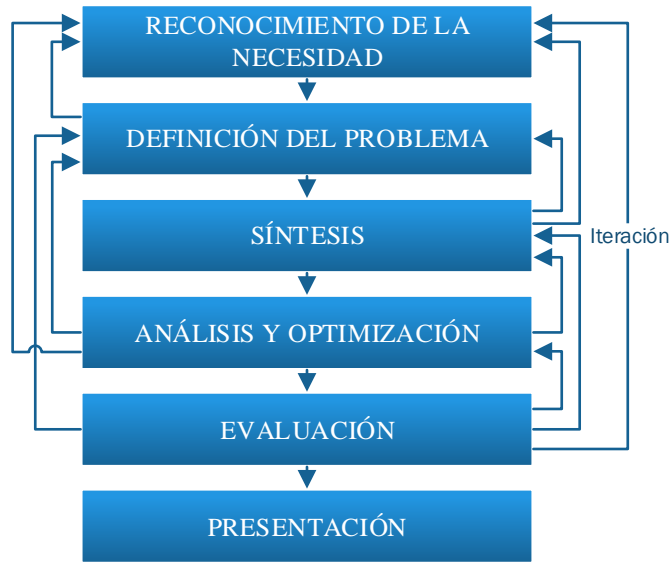 RECONOCIMIENTO DE LA
NECESIDAD
DEFINICIÓN DEL PROBLEMA
SÍNTESIS
Iteración
ANÁLISIS Y OPTIMIZACIÓN
EVALUACIÓN
PRESENTACIÓN